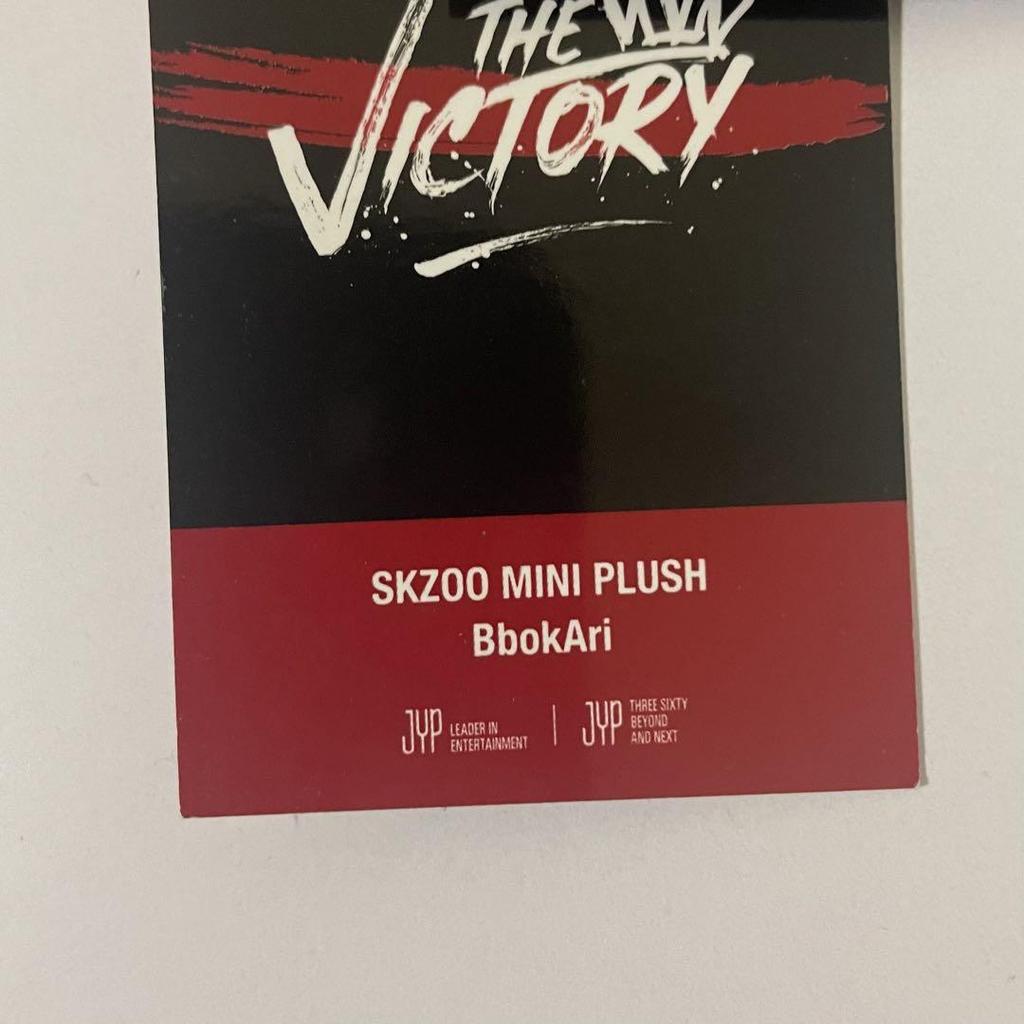 THE
VICTORY
SKZOO MINI PLUSH
BbokAri
JYP LEADER IN
ENTERTAINMENT
JYP THREE SIXTY
BEYOND
AND NEXT